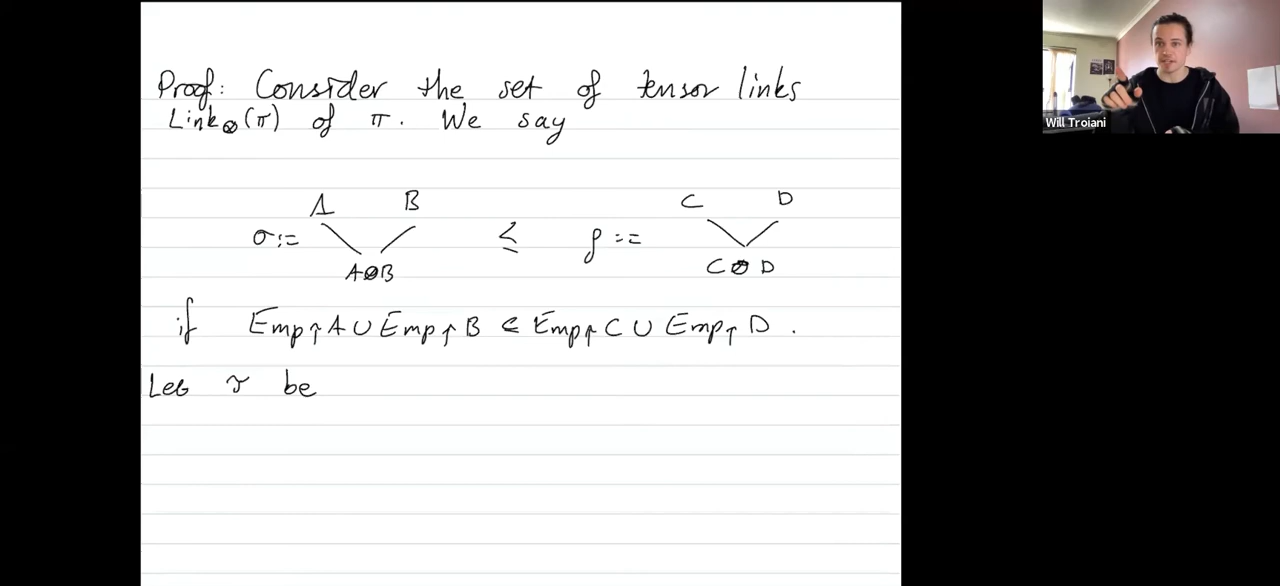 Proof: Consider the set of tensor links
Link⊗(π) of π. We say
A B C D
σ:= ≤ ρ:=
A⊗B C⊗D
if Emp↑A ∪ Emp↑B ⊆ Emp↑C ∪ Emp↑D.
Let τ be
Will Troiani